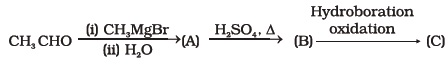 CH₃CHO (i) CH₃MgBr (ii) H₂O →(A) H₂SO₄, Δ → (B) Hydroboration oxidation → (C)